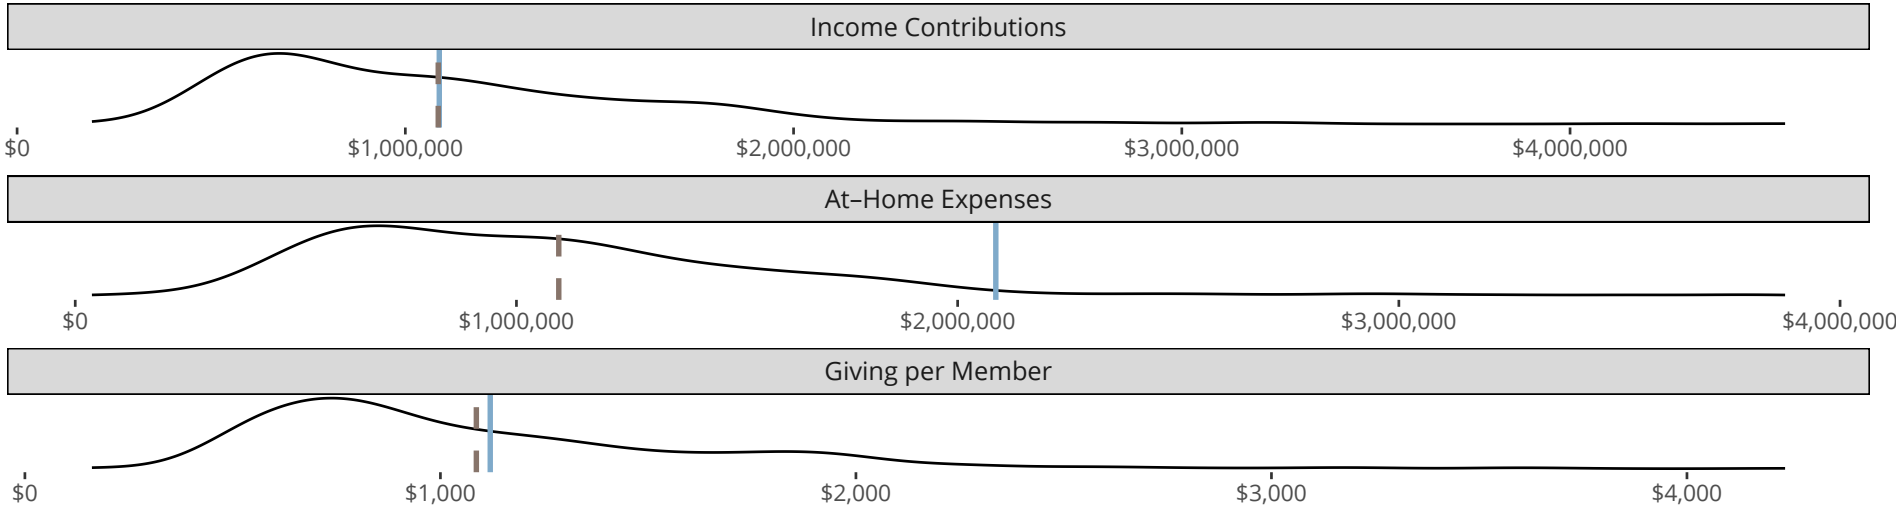 Income Contributions
$0 $1,000,000 $2,000,000 $3,000,000 $4,000,000
At–Home Expenses
$0 $1,000,000 $2,000,000 $3,000,000 $4,000,000
Giving per Member
$0 $1,000 $2,000 $3,000 $4,000